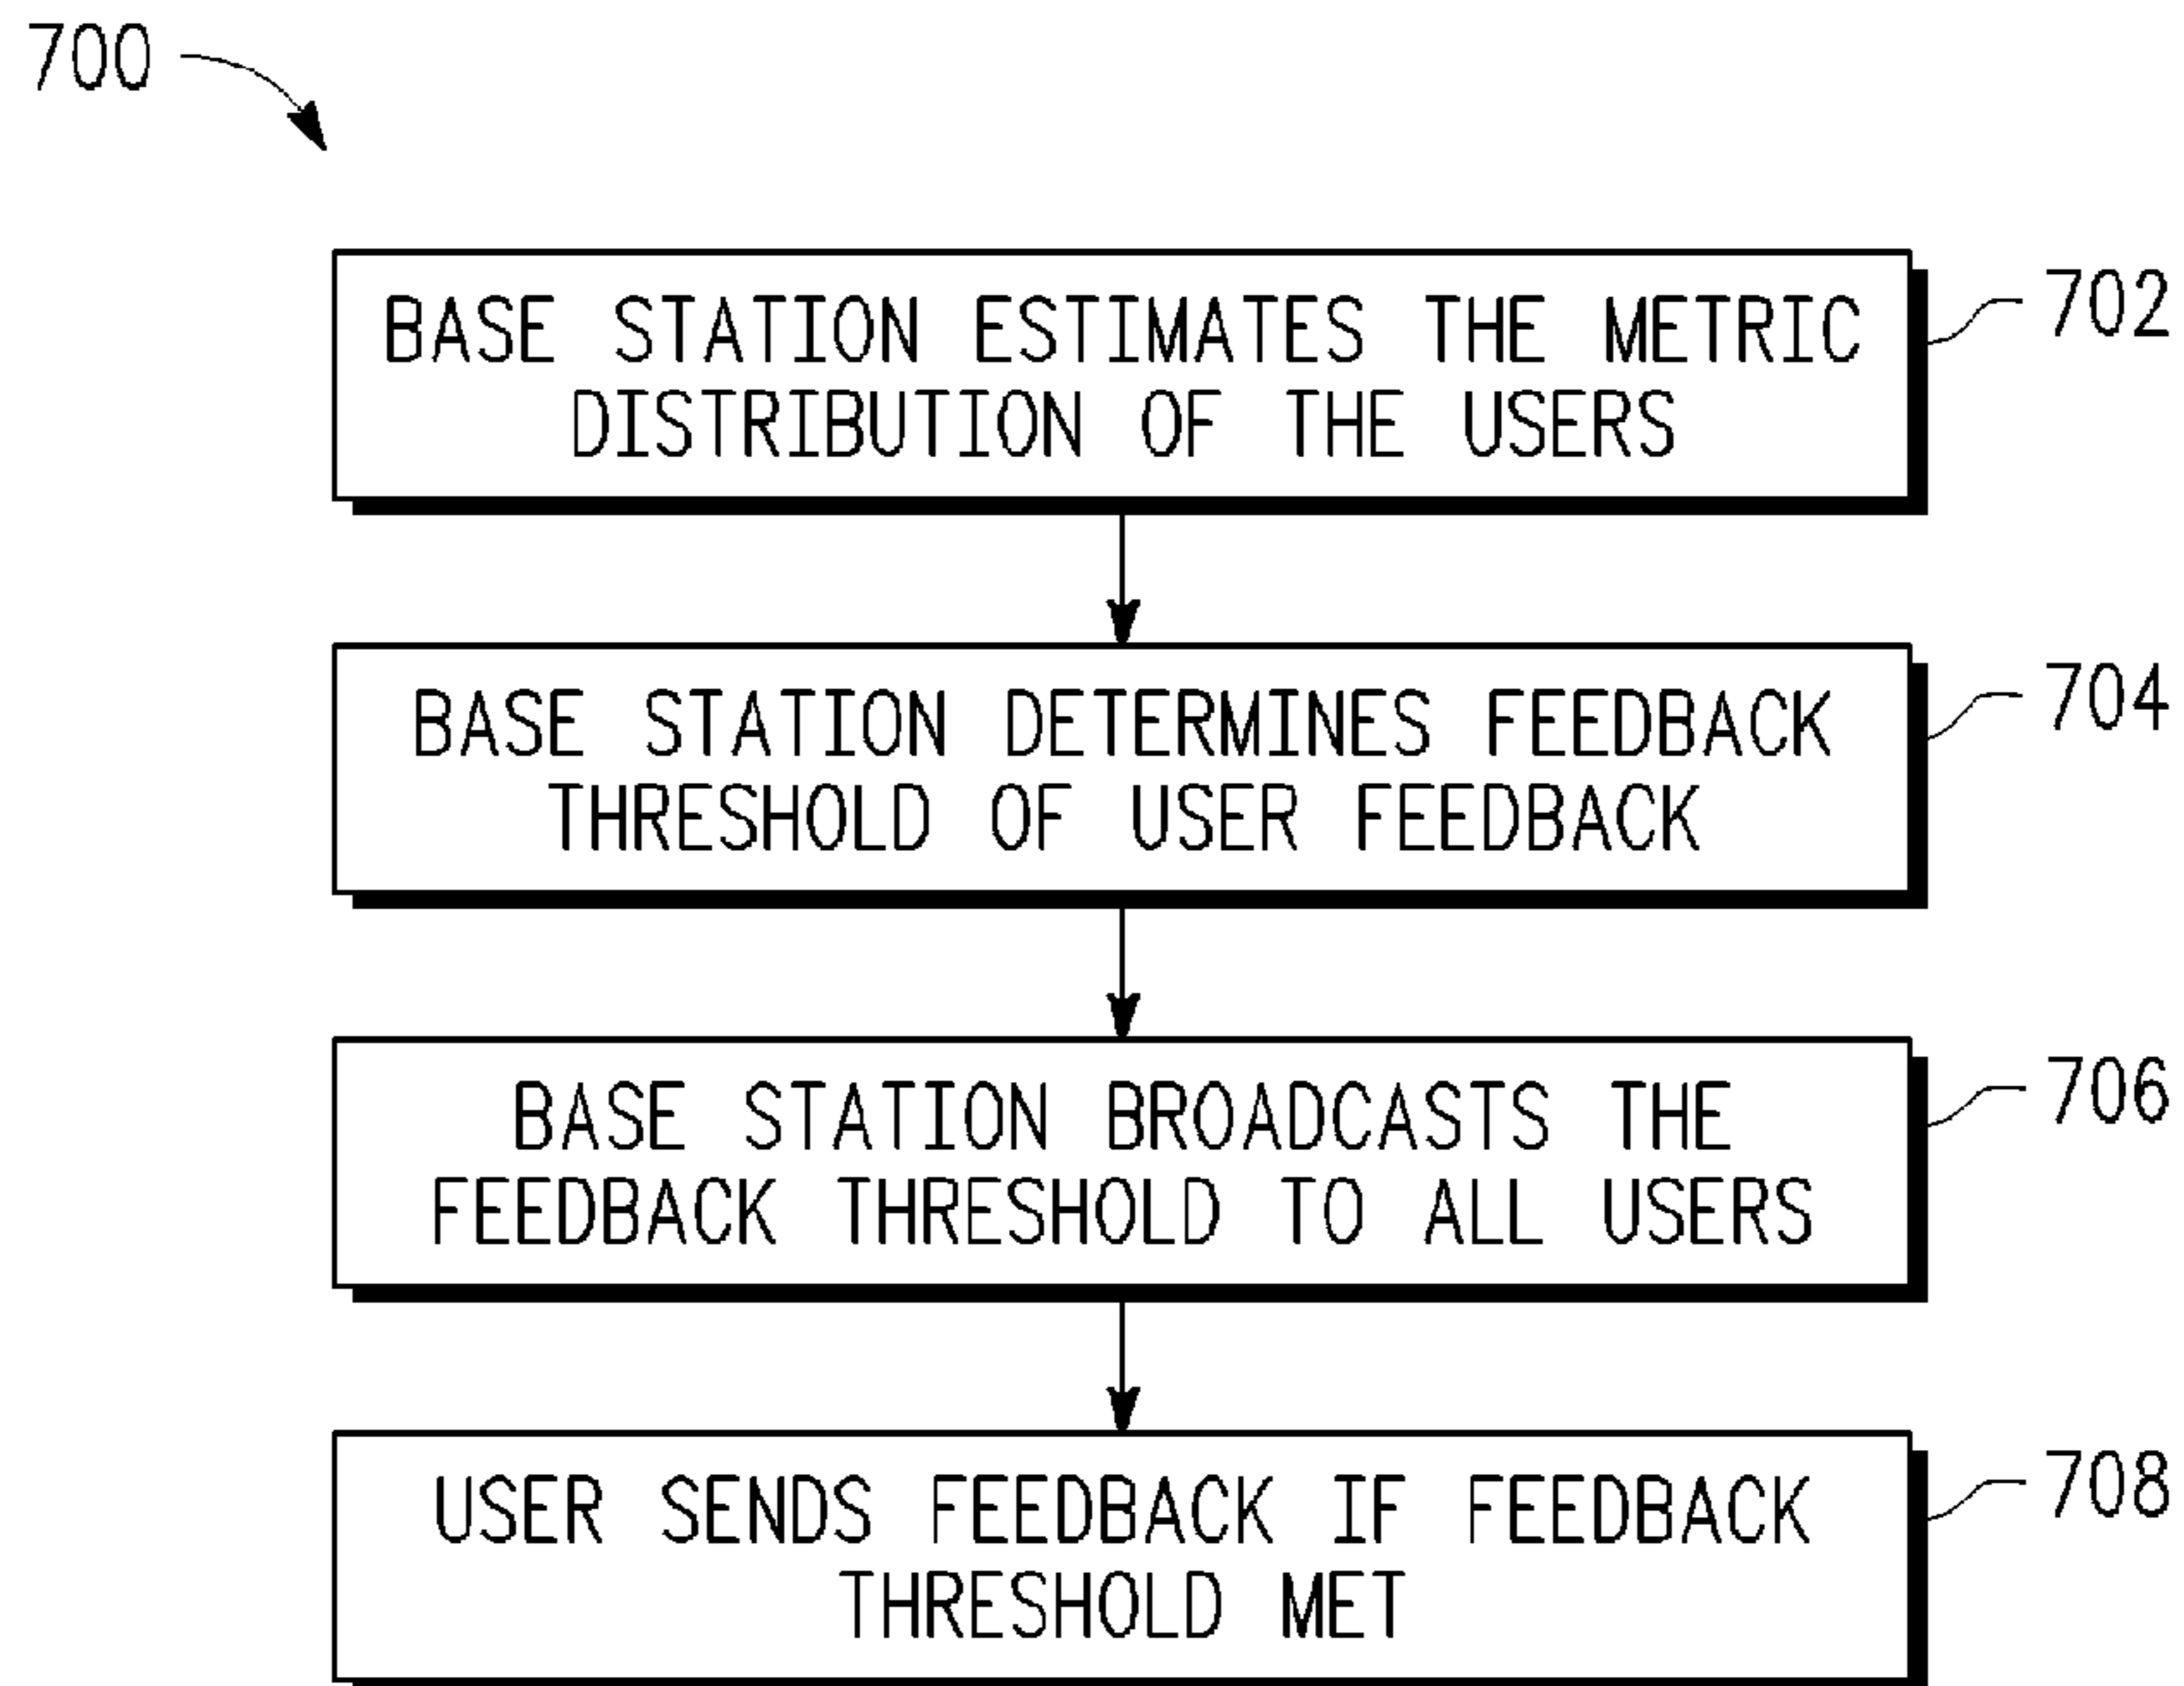 700
BASE STATION ESTIMATES THE METRIC
DISTRIBUTION OF THE USERS
702
BASE STATION DETERMINES FEEDBACK
THRESHOLD OF USER FEEDBACK
704
BASE STATION BROADCASTS THE
FEEDBACK THRESHOLD TO ALL USERS
706
USER SENDS FEEDBACK IF FEEDBACK
THRESHOLD MET
708